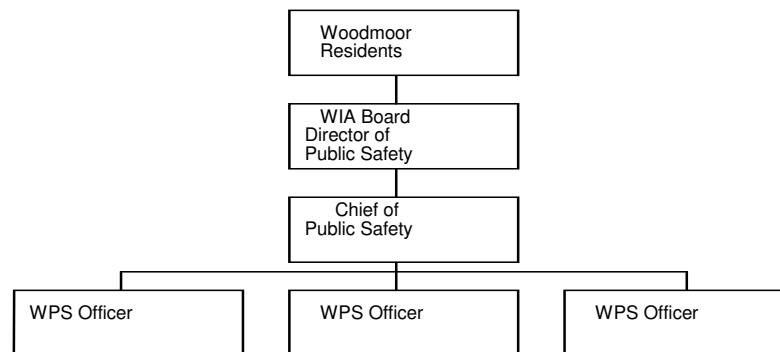 Woodmoor
Residents
WIA Board
Director of
Public Safety
Chief of
Public Safety
WPS Officer
WPS Officer
WPS Officer